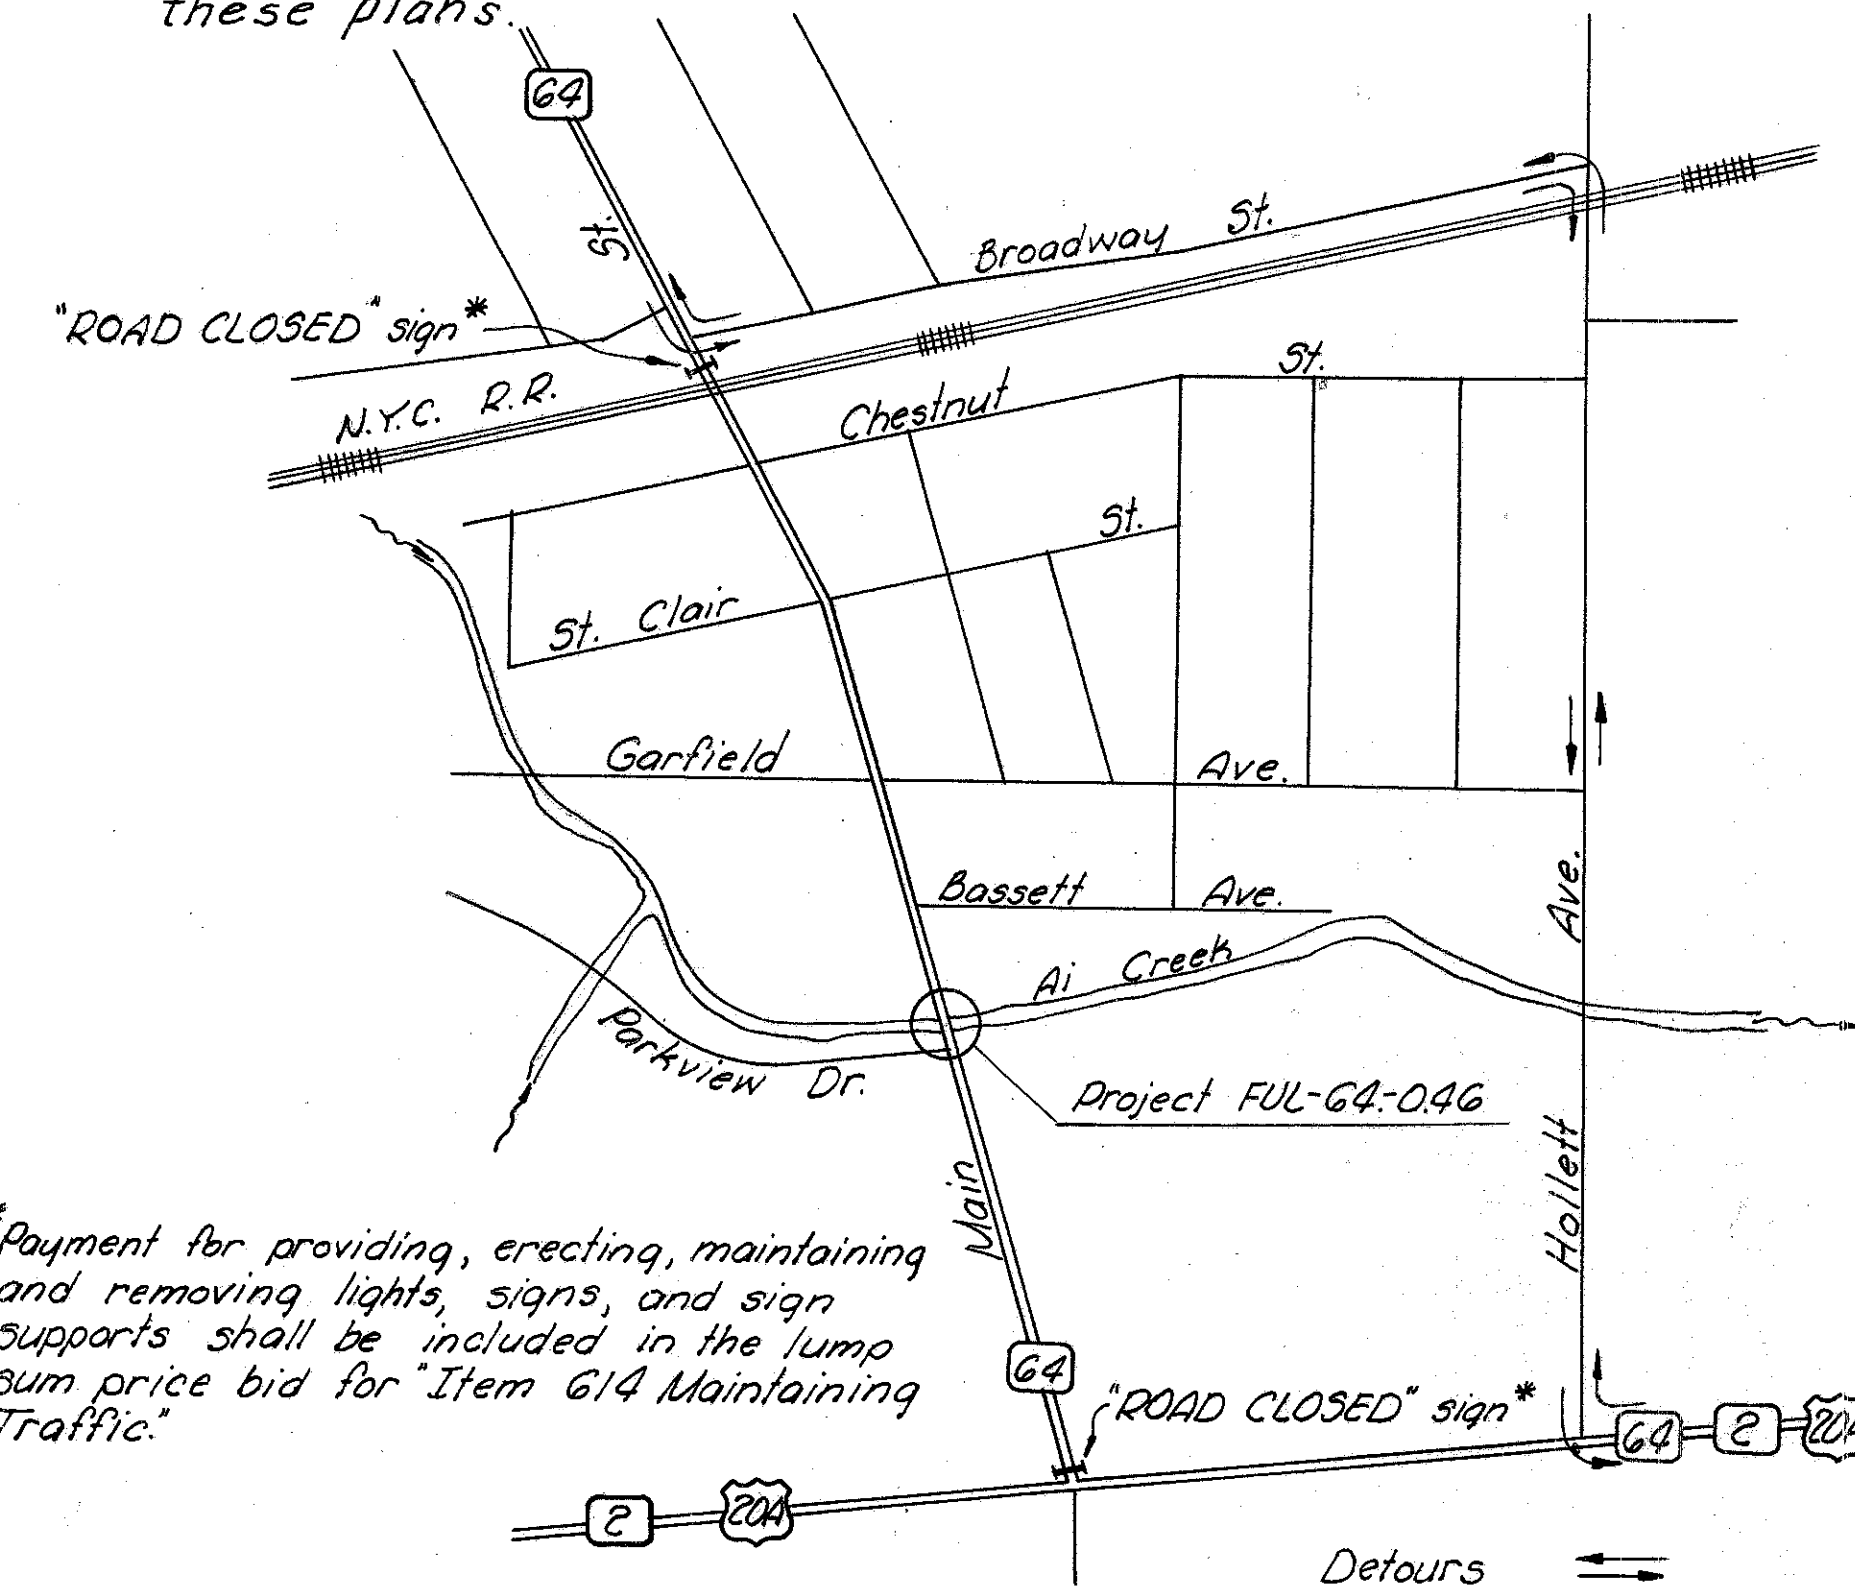 these plans.
64
St.
Broadway St.
"ROAD CLOSED" sign *
N.Y.C. R.R.
St.
Chestnut
St.
St. Clair
Garfield Ave.
Bassett Ave.
Ave.
Ai Creek
Parkview Dr.
Project FUL-64-0.46
Main
Hollett
*Payment for providing, erecting, maintaining
and removing lights, signs, and sign
supports shall be included in the lump
sum price bid for "Item 614 Maintaining
Traffic."
64
"ROAD CLOSED" sign *
64 2 20A
2 20A
Detours